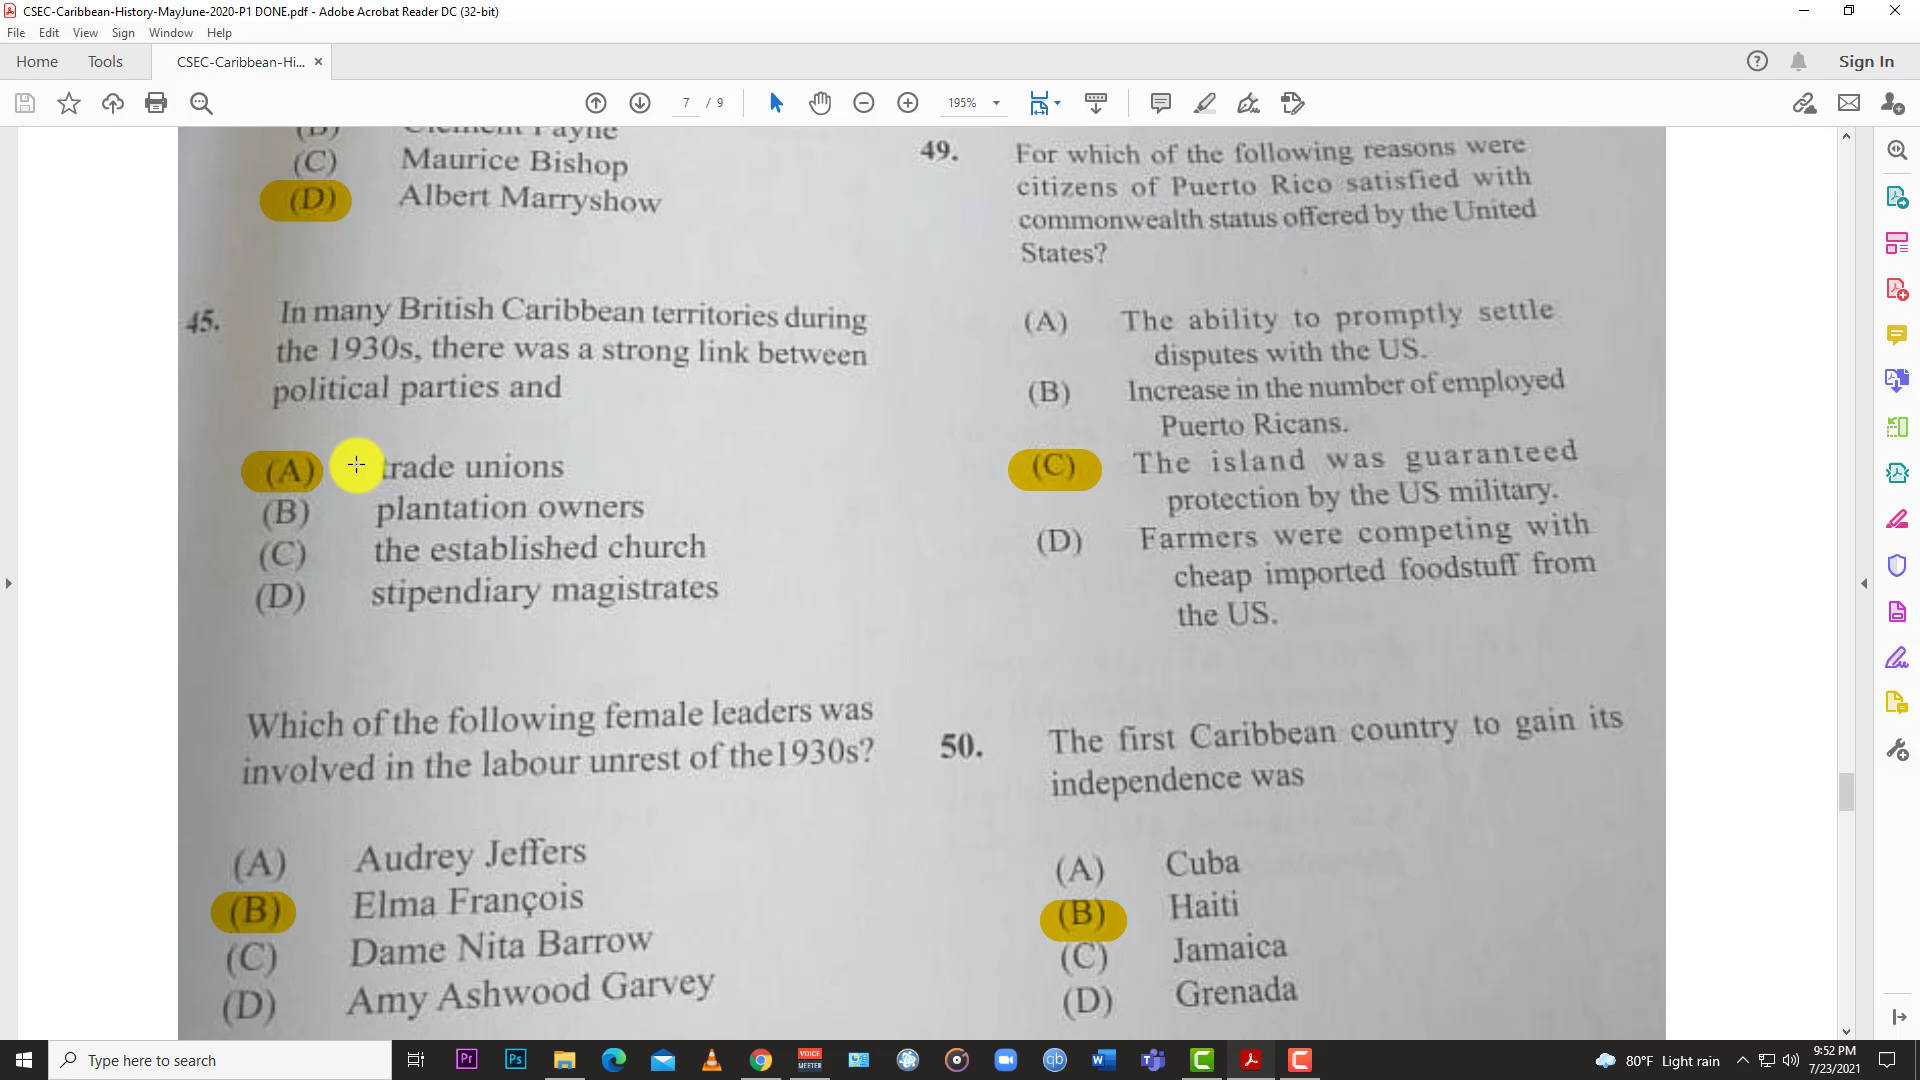 CSEC-Caribbean-History-MayJune-2020-P1 DONE.pdf - Adobe Acrobat Reader DC (32-bit)
File Edit View Sign Window Help
Home Tools CSEC-Caribbean-Hi... × Sign In
7 / 9 195%
(B) Clement Payne
(C) Maurice Bishop
(D) Albert Marryshow
45. In many British Caribbean territories during
the 1930s, there was a strong link between
political parties and
(A) trade unions
(B) plantation owners
(C) the established church
(D) stipendiary magistrates
Which of the following female leaders was
involved in the labour unrest of the1930s?
(A) Audrey Jeffers
(B) Elma François
(C) Dame Nita Barrow
(D) Amy Ashwood Garvey
49. For which of the following reasons were
citizens of Puerto Rico satisfied with
commonwealth status offered by the United
States?
(A) The ability to promptly settle
disputes with the US.
(B) Increase in the number of employed
Puerto Ricans.
(C) The island was guaranteed
protection by the US military.
(D) Farmers were competing with
cheap imported foodstuff from
the US.
50. The first Caribbean country to gain its
independence was
(A) Cuba
(B) Haiti
(C) Jamaica
(D) Grenada
Type here to search
Pr
Ps
VOICE
MEETER
qb
W
T
C
C
80°F Light rain
9:52 PM
7/23/2021